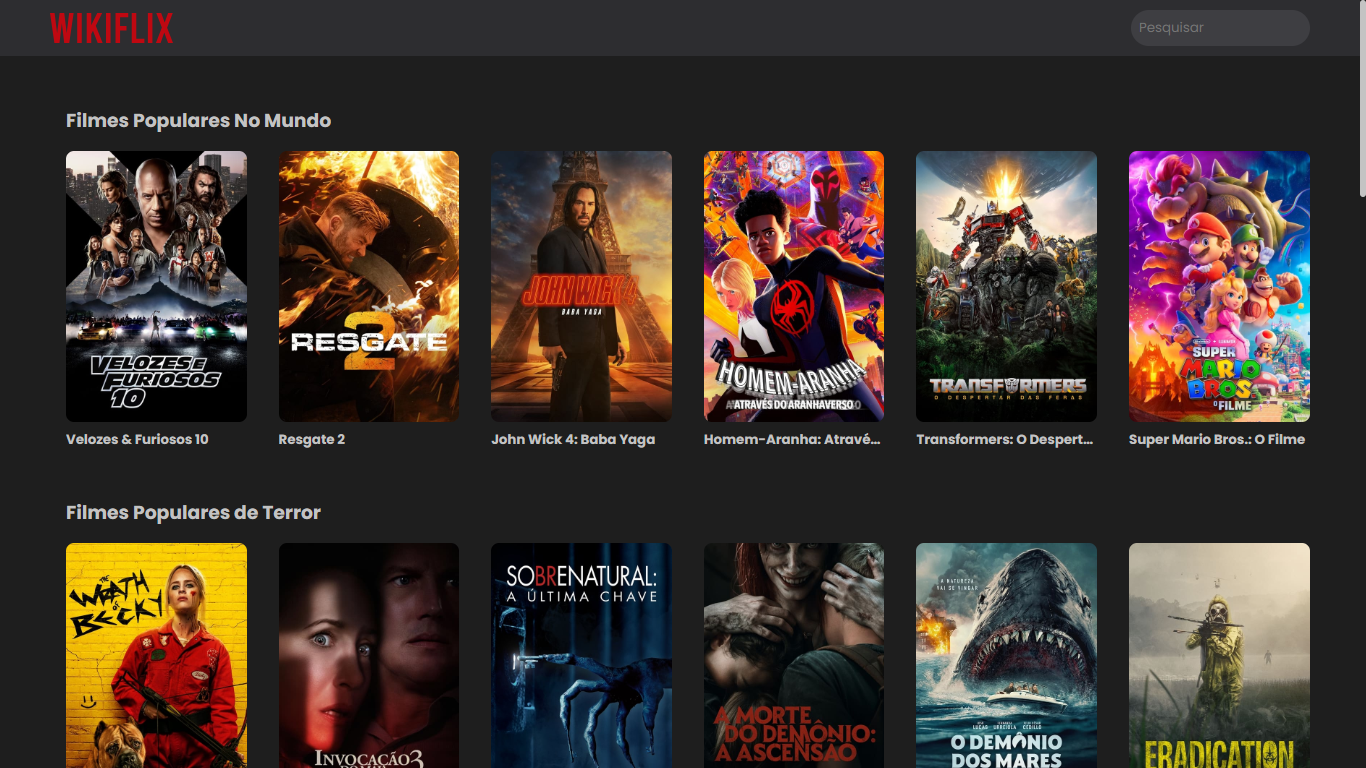 WIKIFLIX
Pesquisar
Filmes Populares No Mundo
VELOZES E
FURIOSOS
10
2
RESGATE
JOHN WICK 4
BABA YAGA
HOMEM-ARANHA
ATRAVÉS DO ARANHAVERSO
TRANSFORMERS
O DESPERTAR DAS FERAS
SUPER
MARIO
BROS
O FILME
Velozes & Furiosos 10
Resgate 2
John Wick 4: Baba Yaga
Homem-Aranha: Atravé...
Transformers: O Despert...
Super Mario Bros.: O Filme
Filmes Populares de Terror
THE
WRATH
OF
BECKY
INVOCAÇÃO 3
SOBRENATURAL:
A ÚLTIMA CHAVE
A MORTE
DO DEMÔNIO:
A ASCENSÃO
A NATUREZA
VAI SE VINGAR
O DEMÔNIO
DOS MARES
ERADICATION